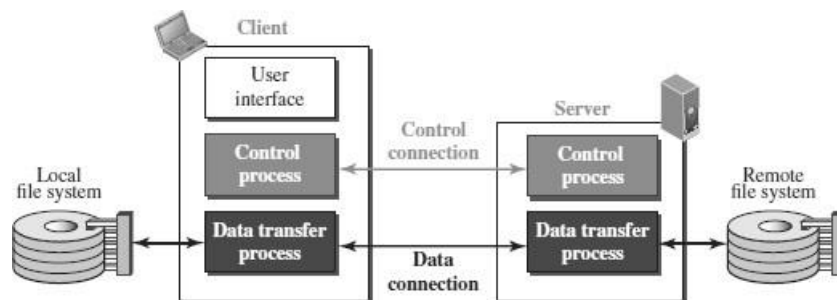 Client
User
interface
Server
Control
connection
Control
process
Control
process
Local
file system
Remote
file system
Data transfer
process
Data transfer
process
Data
connection